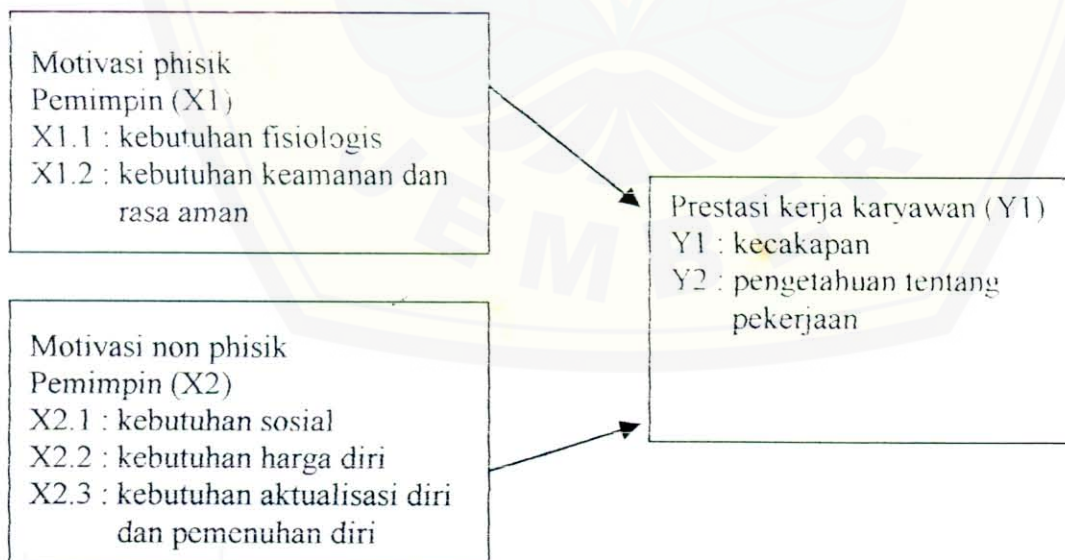 Motivasi phisik
Pemimpin (X1)
X1.1 : kebutuhan fisiologis
X1.2 : kebutuhan keamanan dan
rasa aman
Prestasi kerja karyawan (Y1)
Y1 : kecakapan
Y2 : pengetahuan tentang
pekerjaan
Motivasi non phisik
Pemimpin (X2)
X2.1 : kebutuhan sosial
X2.2 : kebutuhan harga diri
X2.3 : kebutuhan aktualisasi diri
dan pemenuhan diri
JEMBER